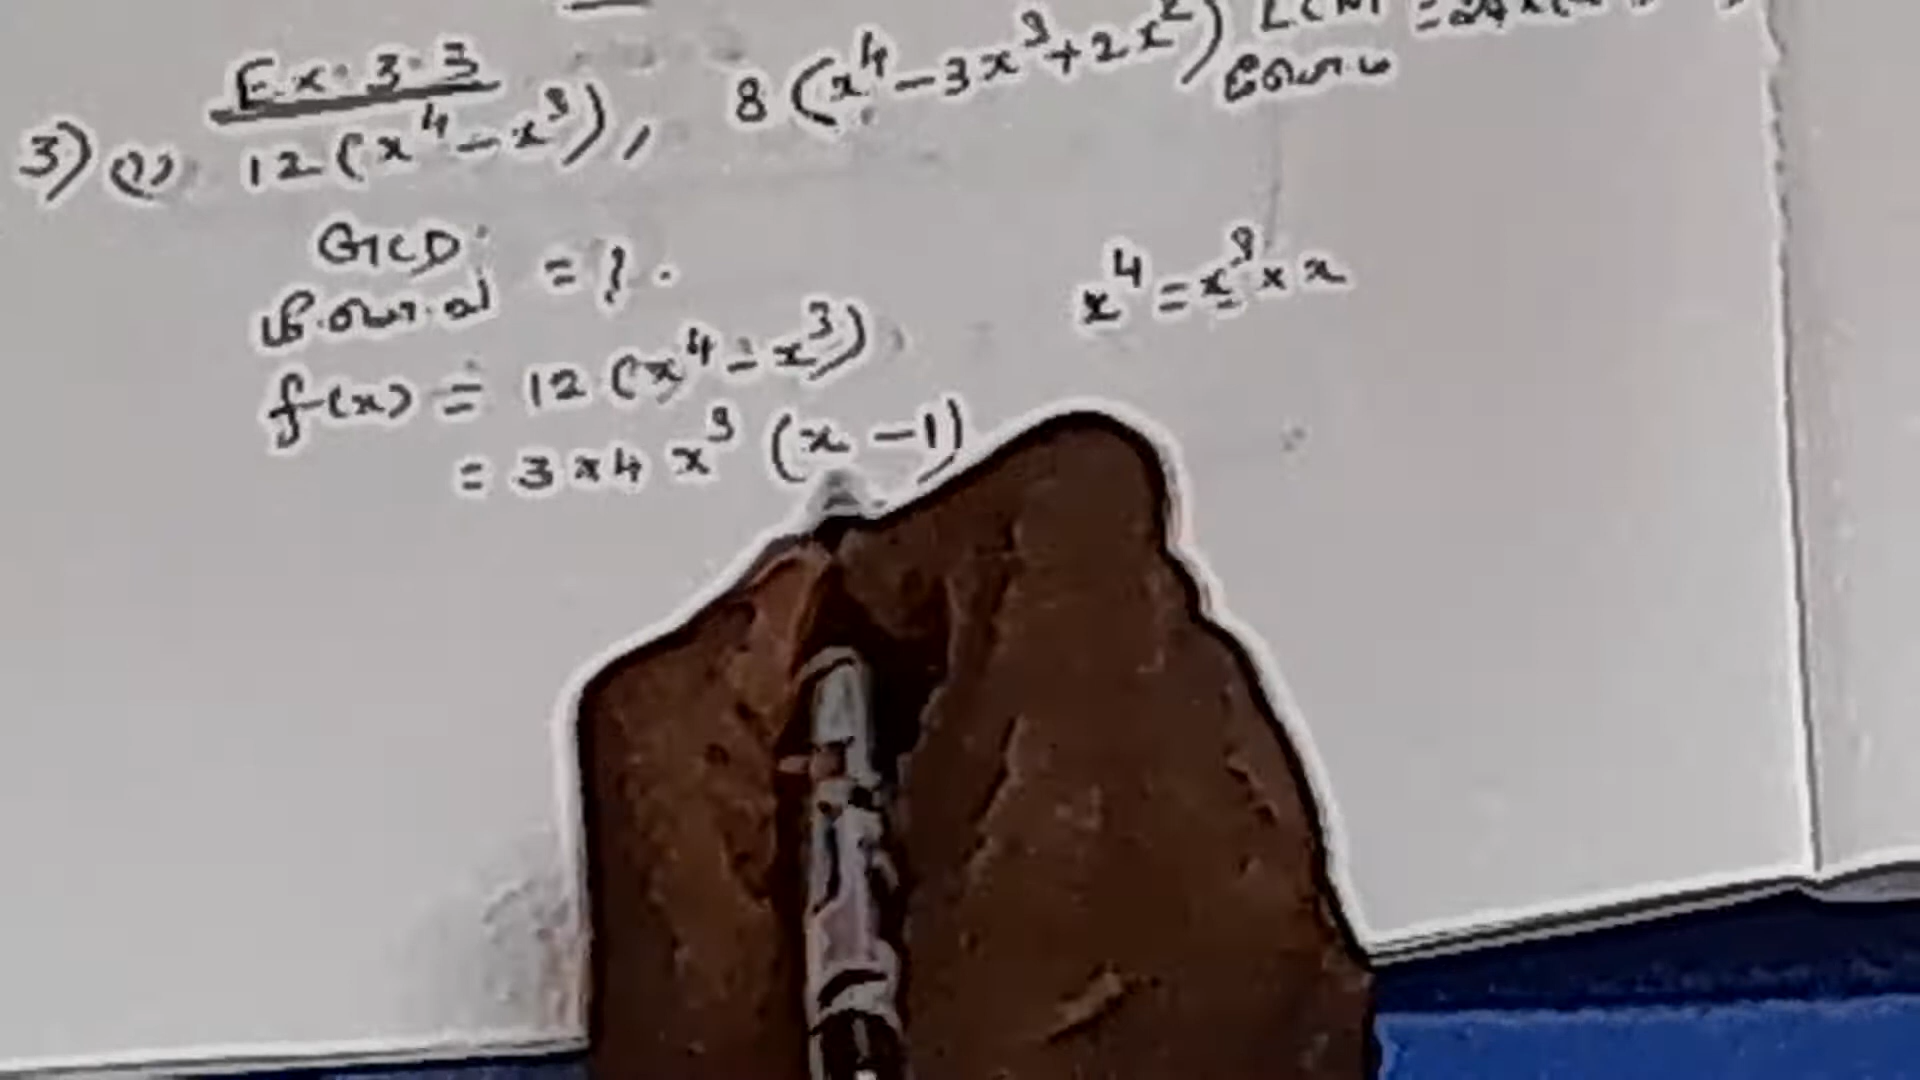 Ex. 3.3
3) (i) 12(x⁴ - x³), 8(x⁴ - 3x³ + 2x²) LCM
GCD
= ?.
f(x) = 12(x⁴ - x³)
x⁴ = x³ × x
= 3 × 4 x³ (x - 1)